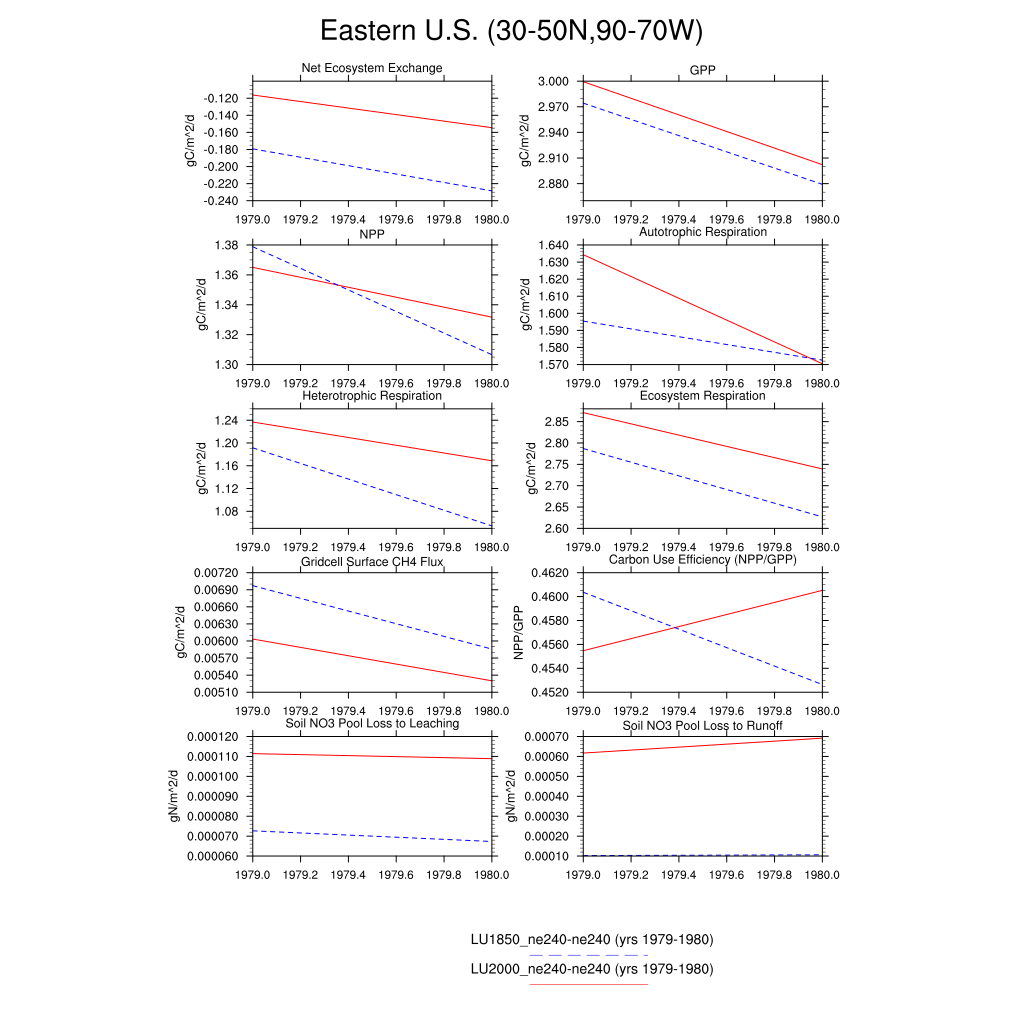 Eastern U.S. (30-50N,90-70W)
Net Ecosystem Exchange
gC/m^2/d
-0.120
-0.140
-0.160
-0.180
-0.200
-0.220
-0.240
1979.0 1979.2 1979.4 1979.6 1979.8 1980.0
GPP
gC/m^2/d
3.000
2.970
2.940
2.910
2.880
1979.0 1979.2 1979.4 1979.6 1979.8 1980.0
NPP
gC/m^2/d
1.38
1.36
1.34
1.32
1.30
1979.0 1979.2 1979.4 1979.6 1979.8 1980.0
Autotrophic Respiration
gC/m^2/d
1.640
1.630
1.620
1.610
1.600
1.590
1.580
1.570
1979.0 1979.2 1979.4 1979.6 1979.8 1980.0
Heterotrophic Respiration
gC/m^2/d
1.24
1.20
1.16
1.12
1.08
1979.0 1979.2 1979.4 1979.6 1979.8 1980.0
Ecosystem Respiration
gC/m^2/d
2.85
2.80
2.75
2.70
2.65
2.60
1979.0 1979.2 1979.4 1979.6 1979.8 1980.0
Gridcell Surface CH4 Flux
gC/m^2/d
0.00720
0.00690
0.00660
0.00630
0.00600
0.00570
0.00540
0.00510
1979.0 1979.2 1979.4 1979.6 1979.8 1980.0
Carbon Use Efficiency (NPP/GPP)
NPP/GPP
0.4620
0.4600
0.4580
0.4560
0.4540
0.4520
1979.0 1979.2 1979.4 1979.6 1979.8 1980.0
Soil NO3 Pool Loss to Leaching
gN/m^2/d
0.000120
0.000110
0.000100
0.000090
0.000080
0.000070
0.000060
1979.0 1979.2 1979.4 1979.6 1979.8 1980.0
Soil NO3 Pool Loss to Runoff
gN/m^2/d
0.00070
0.00060
0.00050
0.00040
0.00030
0.00020
0.00010
1979.0 1979.2 1979.4 1979.6 1979.8 1980.0
LU1850_ne240-ne240 (yrs 1979-1980)
LU2000_ne240-ne240 (yrs 1979-1980)